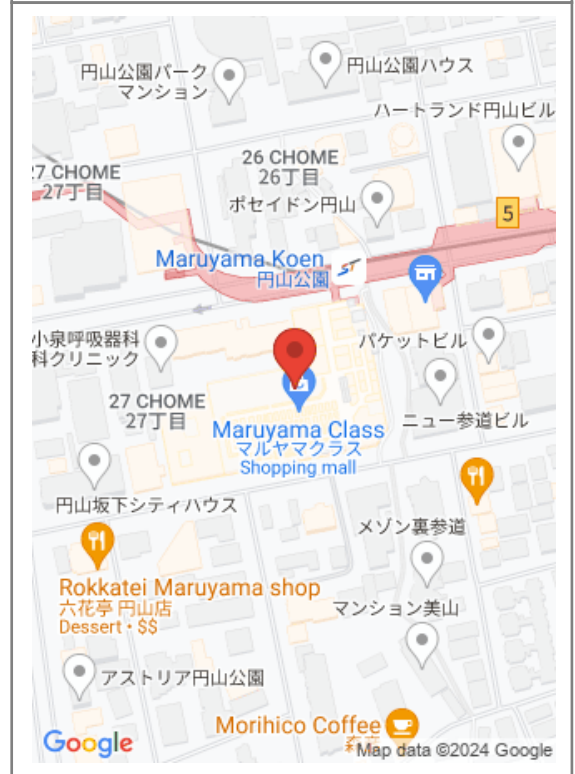 円山公園パーク
マンション
円山公園ハウス
ハートランド円山ビル
27 CHOME
27丁目
26 CHOME
26丁目
ポセイドン円山
5
Maruyama Koen
円山公園
ST
小泉呼吸器科
科クリニック
パケットビル
27 CHOME
27丁目
Maruyama Class
マルヤマクラス
Shopping mall
ニュー参道ビル
円山坂下シティハウス
メゾン裏参道
Rokkatei Maruyama shop
六花亭 円山店
Dessert • $$
マンション美山
アストリア円山公園
Morihico Coffee
Google
Map data ©2024 Google